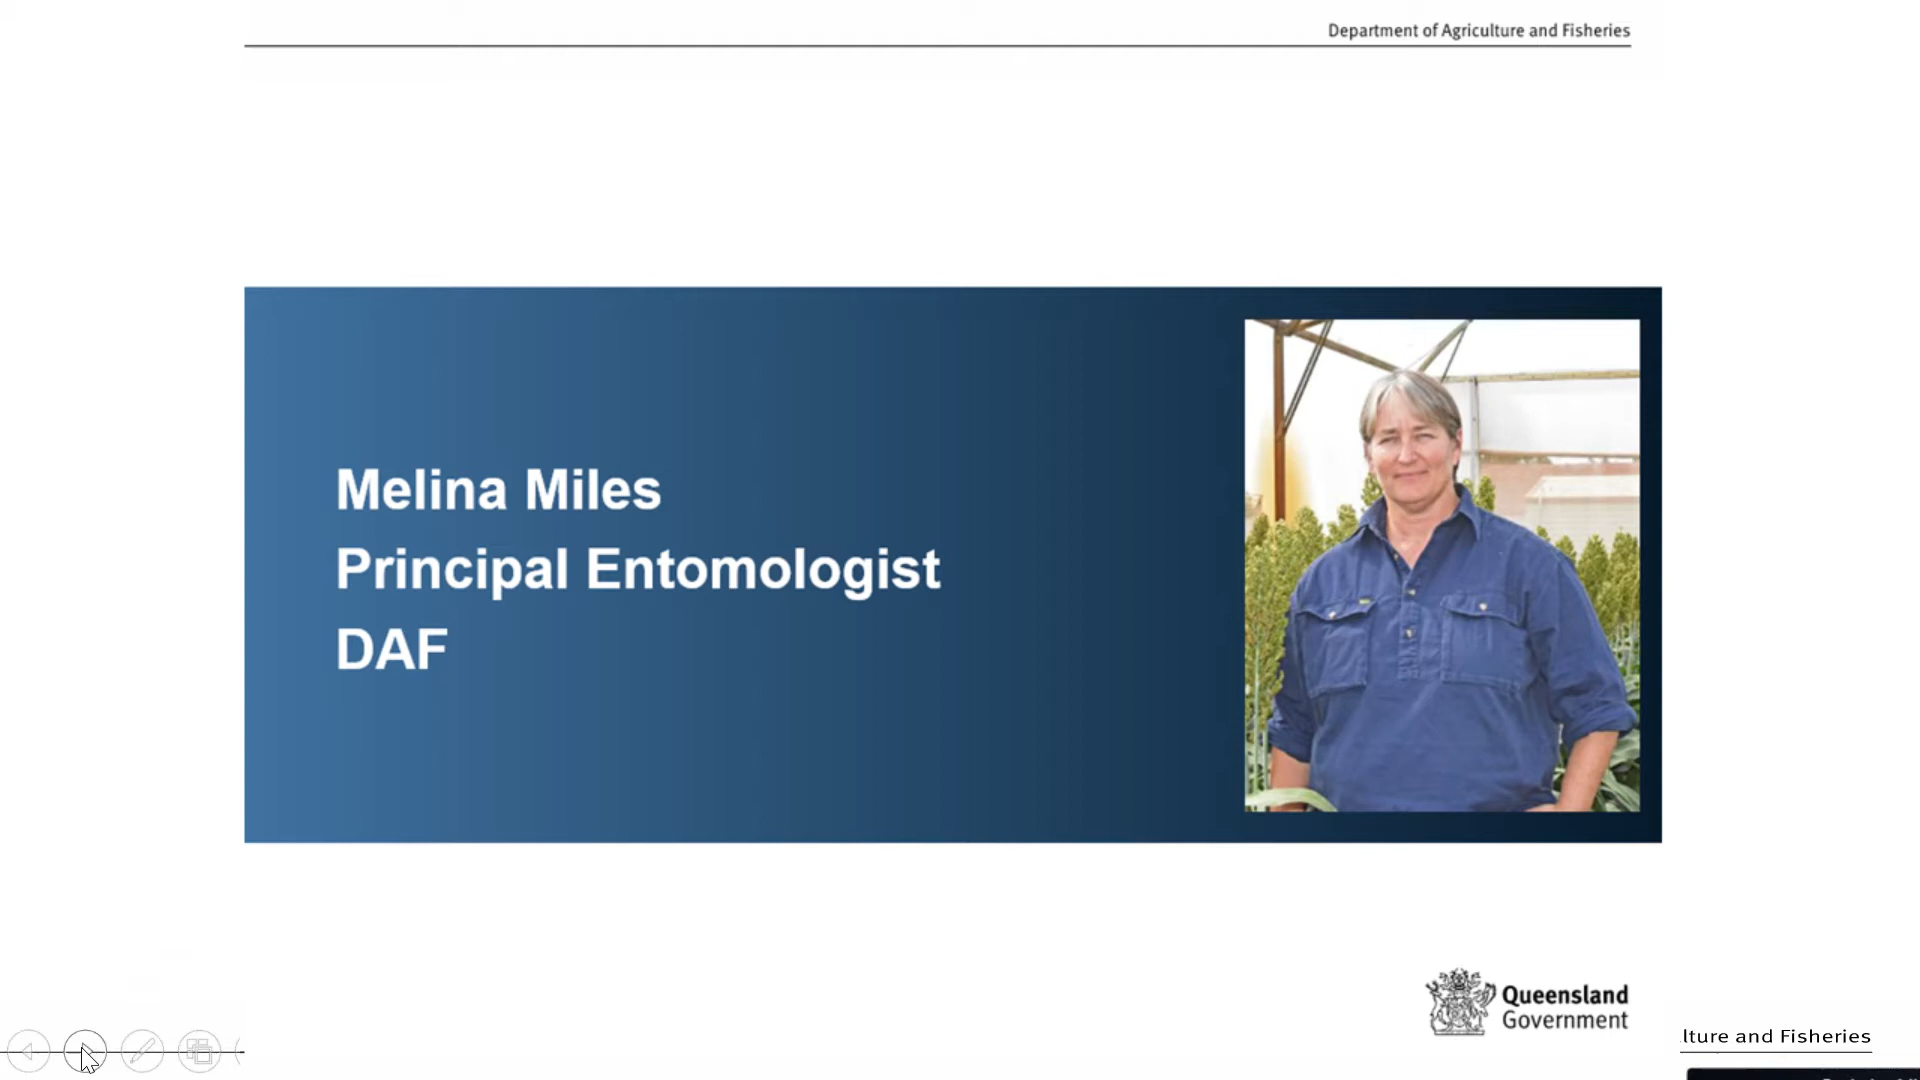 Department of Agriculture and Fisheries
Melina Miles
Principal Entomologist
DAF
Queensland
Government
lture and Fisheries